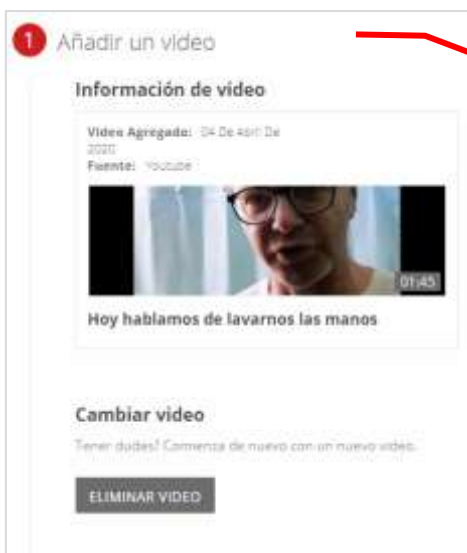 1 Añadir un video
Información de vídeo
Video Agregado: 04 De Abril De
2020
Fuente: Youtube
01:45
Hoy hablamos de lavarnos las manos
Cambiar video
Tener dudas? Comienza de nuevo con un nuevo video.
ELIMINAR VIDEO